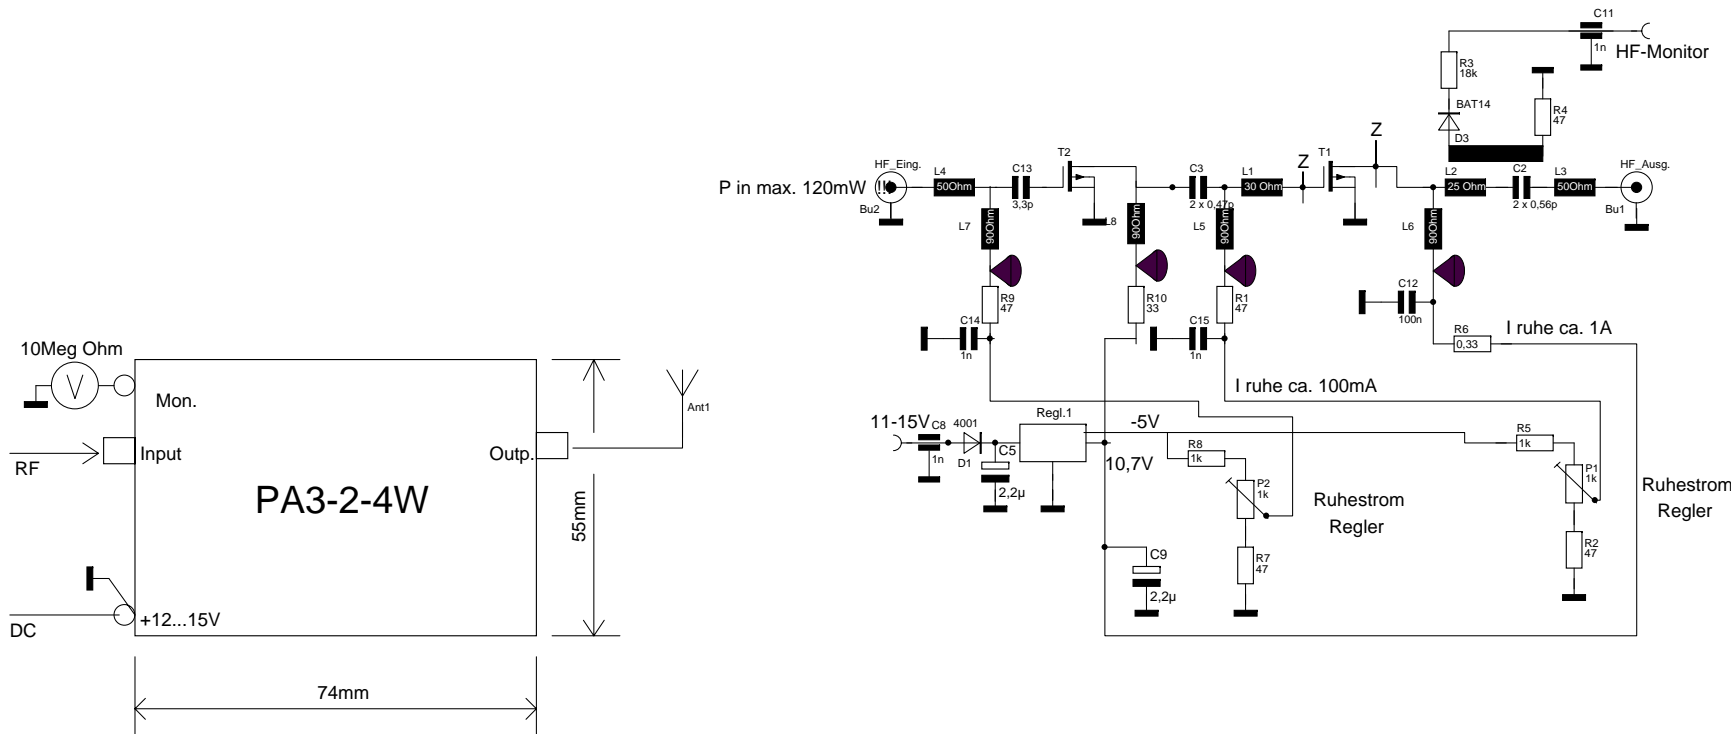 10Meg Ohm
V
Mon.
RF
Input
Outp.
Ant1
PA3-2-4W
55mm
DC
+12...15V
74mm
C11
1n
HF-Monitor
R3
18k
BAT14
D3
R4
47
HF_Eing.
P in max. 120mW !!!
Bu2
L4
50Ohm
C13
3,3p
T2
C3
2 x 0,47p
L1
30 Ohm
Z
T1
Z
L2
25 Ohm
C2
2 x 0,56p
L3
50Ohm
HF_Ausg.
Bu1
L7
90Ohm
L8
90Ohm
L5
90Ohm
L6
90Ohm
R9
47
R10
33
R1
47
C14
1n
C15
1n
C12
100n
R6
0,33
I ruhe ca. 1A
I ruhe ca. 100mA
11-15V
C8
1n
4001
D1
C5
2,2µ
Regl.1
-5V
10,7V
R8
1k
P2
1k
R7
47
Ruhestrom
Regler
C9
2,2µ
R5
1k
P1
1k
R2
47
Ruhestrom
Regler